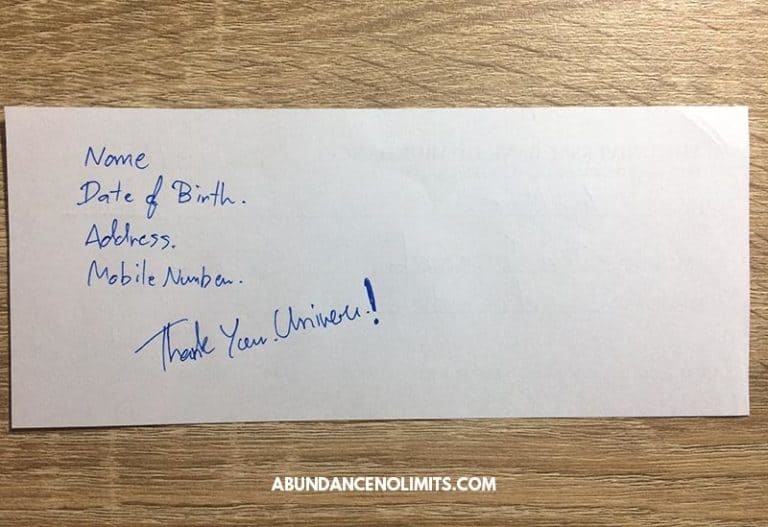 Name
Date of Birth.
Address.
Mobile Number.
Thank You. Universe!
ABUNDANCENOLIMITS.COM